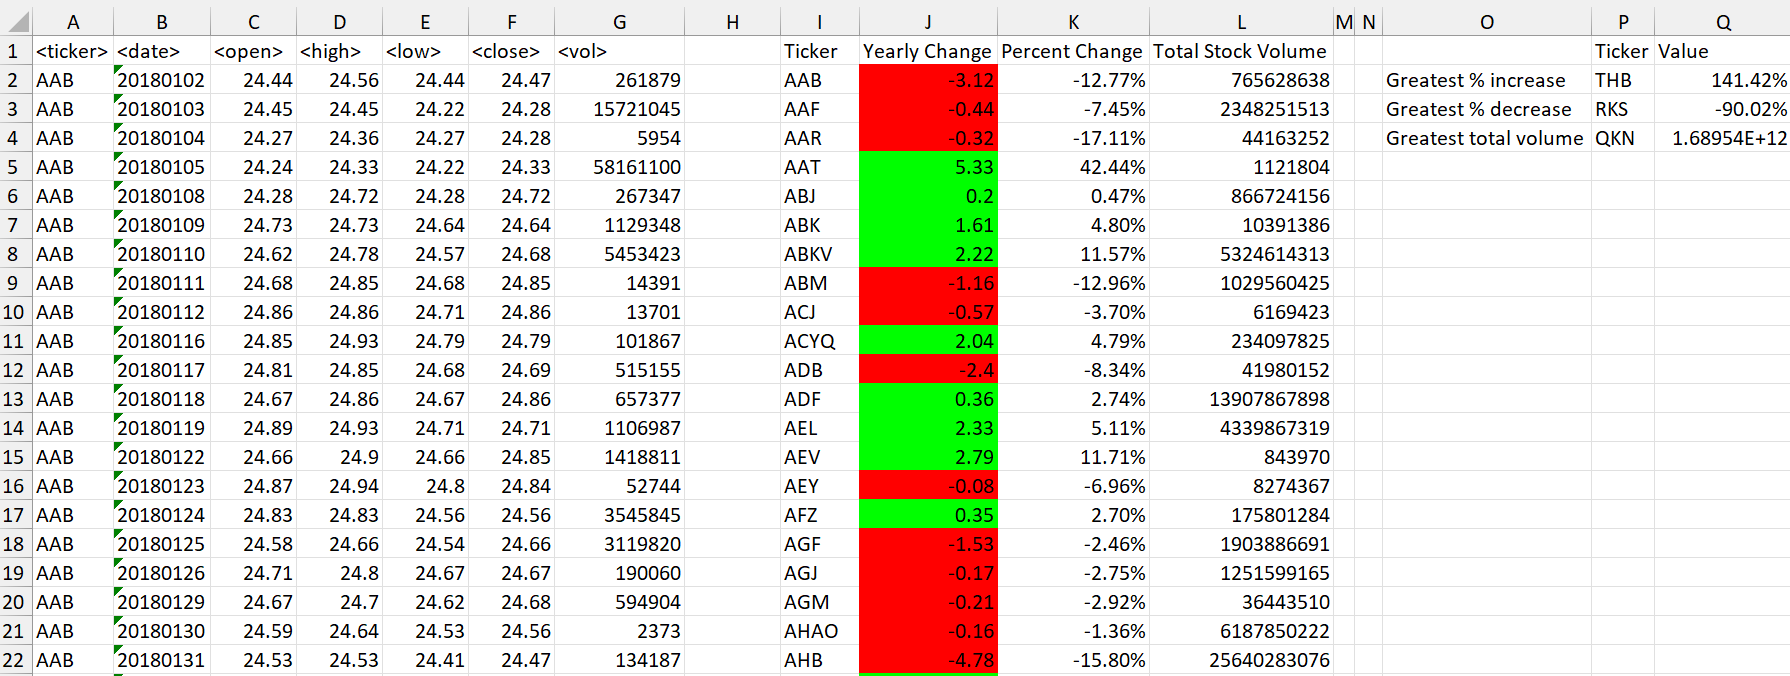 A B C D E F G H I J K L M N O P Q
1 <ticker> <date> <open> <high> <low> <close> <vol> Ticker Yearly Change Percent Change Total Stock Volume Ticker Value
2 AAB 20180102 24.44 24.56 24.44 24.47 261879 AAB -3.12 -12.77% 765628638 Greatest % increase THB 141.42%
3 AAB 20180103 24.45 24.45 24.22 24.28 15721045 AAF -0.44 -7.45% 2348251513 Greatest % decrease RKS -90.02%
4 AAB 20180104 24.27 24.36 24.27 24.28 5954 AAR -0.32 -17.11% 44163252 Greatest total volume QKN 1.68954E+12
5 AAB 20180105 24.24 24.33 24.22 24.33 58161100 AAT 5.33 42.44% 1121804
6 AAB 20180108 24.28 24.72 24.28 24.72 267347 ABJ 0.2 0.47% 866724156
7 AAB 20180109 24.73 24.73 24.64 24.64 1129348 ABK 1.61 4.80% 10391386
8 AAB 20180110 24.62 24.78 24.57 24.68 5453423 ABKV 2.22 11.57% 5324614313
9 AAB 20180111 24.68 24.85 24.68 24.85 14391 ABM -1.16 -12.96% 1029560425
10 AAB 20180112 24.86 24.86 24.71 24.86 13701 ACJ -0.57 -3.70% 6169423
11 AAB 20180116 24.85 24.93 24.79 24.79 101867 ACYQ 2.04 4.79% 234097825
12 AAB 20180117 24.81 24.85 24.68 24.69 515155 ADB -2.4 -8.34% 41980152
13 AAB 20180118 24.67 24.86 24.67 24.86 657377 ADF 0.36 2.74% 13907867898
14 AAB 20180119 24.89 24.93 24.71 24.71 1106987 AEL 2.33 5.11% 4339867319
15 AAB 20180122 24.66 24.9 24.66 24.85 1418811 AEV 2.79 11.71% 843970
16 AAB 20180123 24.87 24.94 24.8 24.84 52744 AEY -0.08 -6.96% 8274367
17 AAB 20180124 24.83 24.83 24.56 24.56 3545845 AFZ 0.35 2.70% 175801284
18 AAB 20180125 24.58 24.66 24.54 24.66 3119820 AGF -1.53 -2.46% 1903886691
19 AAB 20180126 24.71 24.8 24.67 24.67 190060 AGJ -0.17 -2.75% 1251599165
20 AAB 20180129 24.67 24.7 24.62 24.68 594904 AGM -0.21 -2.92% 36443510
21 AAB 20180130 24.59 24.64 24.53 24.56 2373 AHAO -0.16 -1.36% 6187850222
22 AAB 20180131 24.53 24.53 24.41 24.47 134187 AHB -4.78 -15.80% 25640283076